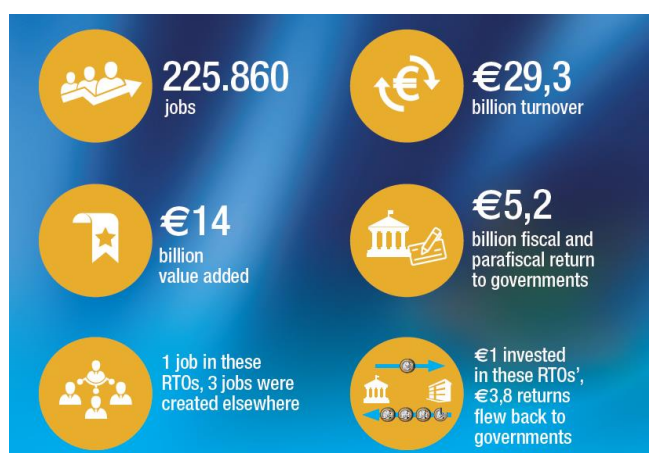 225.860
jobs
€29,3
billion turnover
€14
billion
value added
€5,2
billion fiscal and
parafiscal return
to governments
1 job in these
RTOs, 3 jobs were
created elsewhere
€1 invested
in these RTOs’,
€3,8 returns
flew back to
governments